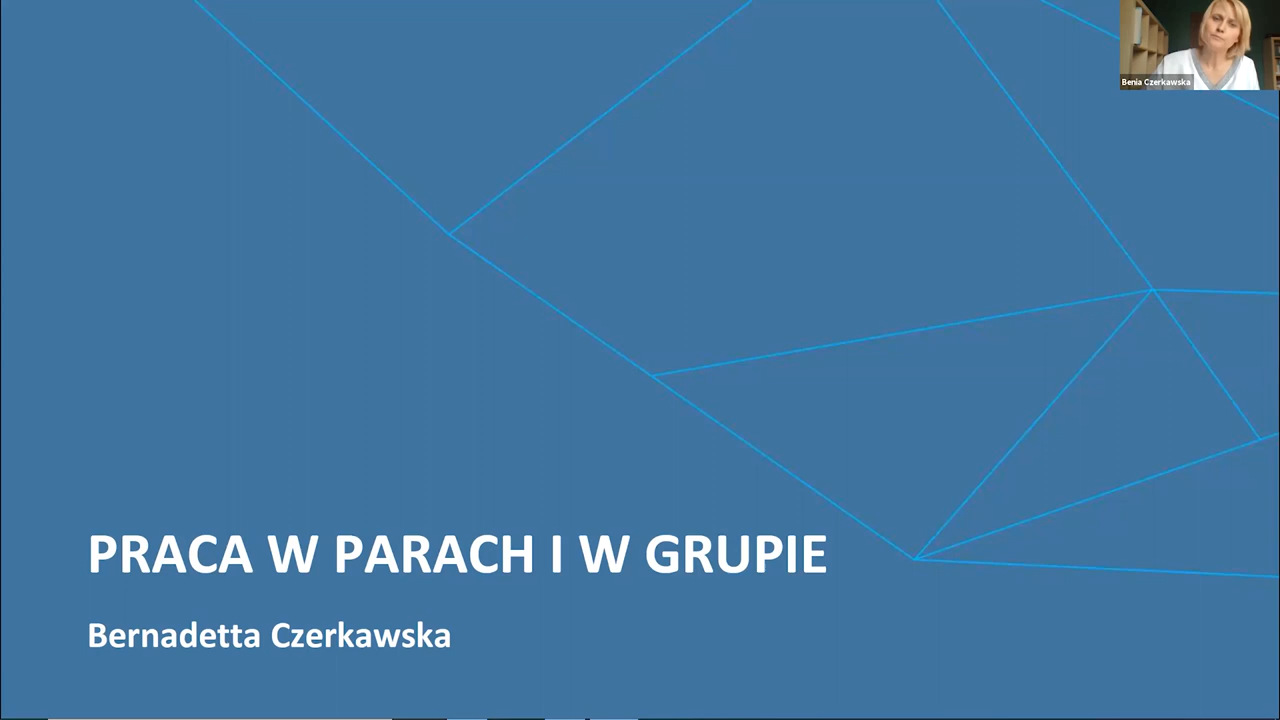 Benia Czerkawska
PRACA W PARACH I W GRUPIE
Bernadetta Czerkawska